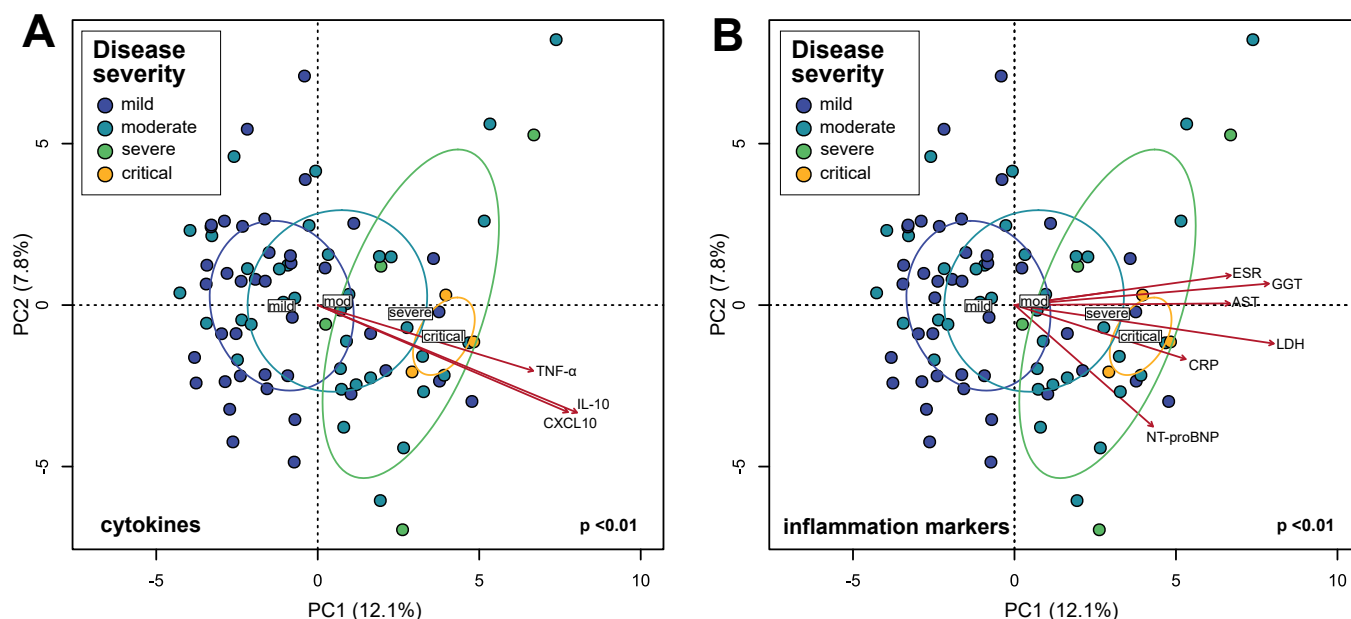 A
Disease
severity
mild
moderate
severe
critical
PC2 (7.8%)
5
0
-5
mild
mod
severe
critical
TNF-α
IL-10
CXCL10
cytokines
p <0.01
-5
0
5
10
PC1 (12.1%)
B
Disease
severity
mild
moderate
severe
critical
PC2 (7.8%)
5
0
-5
mild
mod
severe
critical
ESR
GGT
AST
LDH
CRP
NT-proBNP
inflammation markers
p <0.01
-5
0
5
10
PC1 (12.1%)